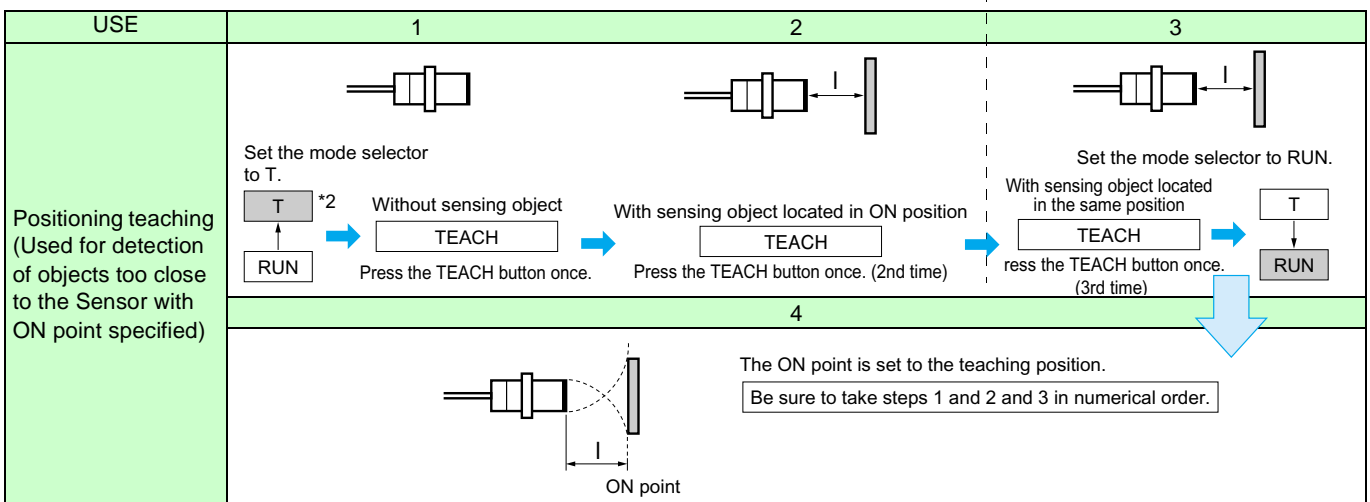 USE
1
2
3
Positioning teaching
(Used for detection
of objects too close
to the Sensor with
ON point specified)
Set the mode selector
to T.
T
*2
RUN
Without sensing object
TEACH
Press the TEACH button once.
l
With sensing object located in ON position
TEACH
Press the TEACH button once. (2nd time)
l
Set the mode selector to RUN.
With sensing object located
in the same position
TEACH
ress the TEACH button once.
(3rd time)
T
RUN
4
l
ON point
The ON point is set to the teaching position.
Be sure to take steps 1 and 2 and 3 in numerical order.